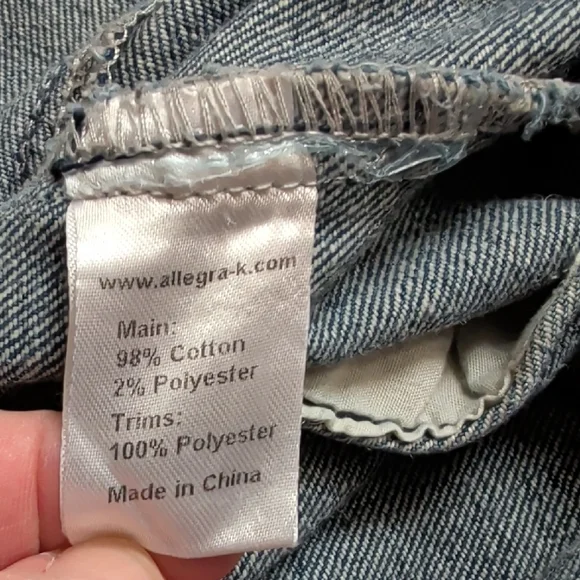 www.allegra-k.com
Main:
98% Cotton
2% Polyester
Trims:
100% Polyester
Made in China